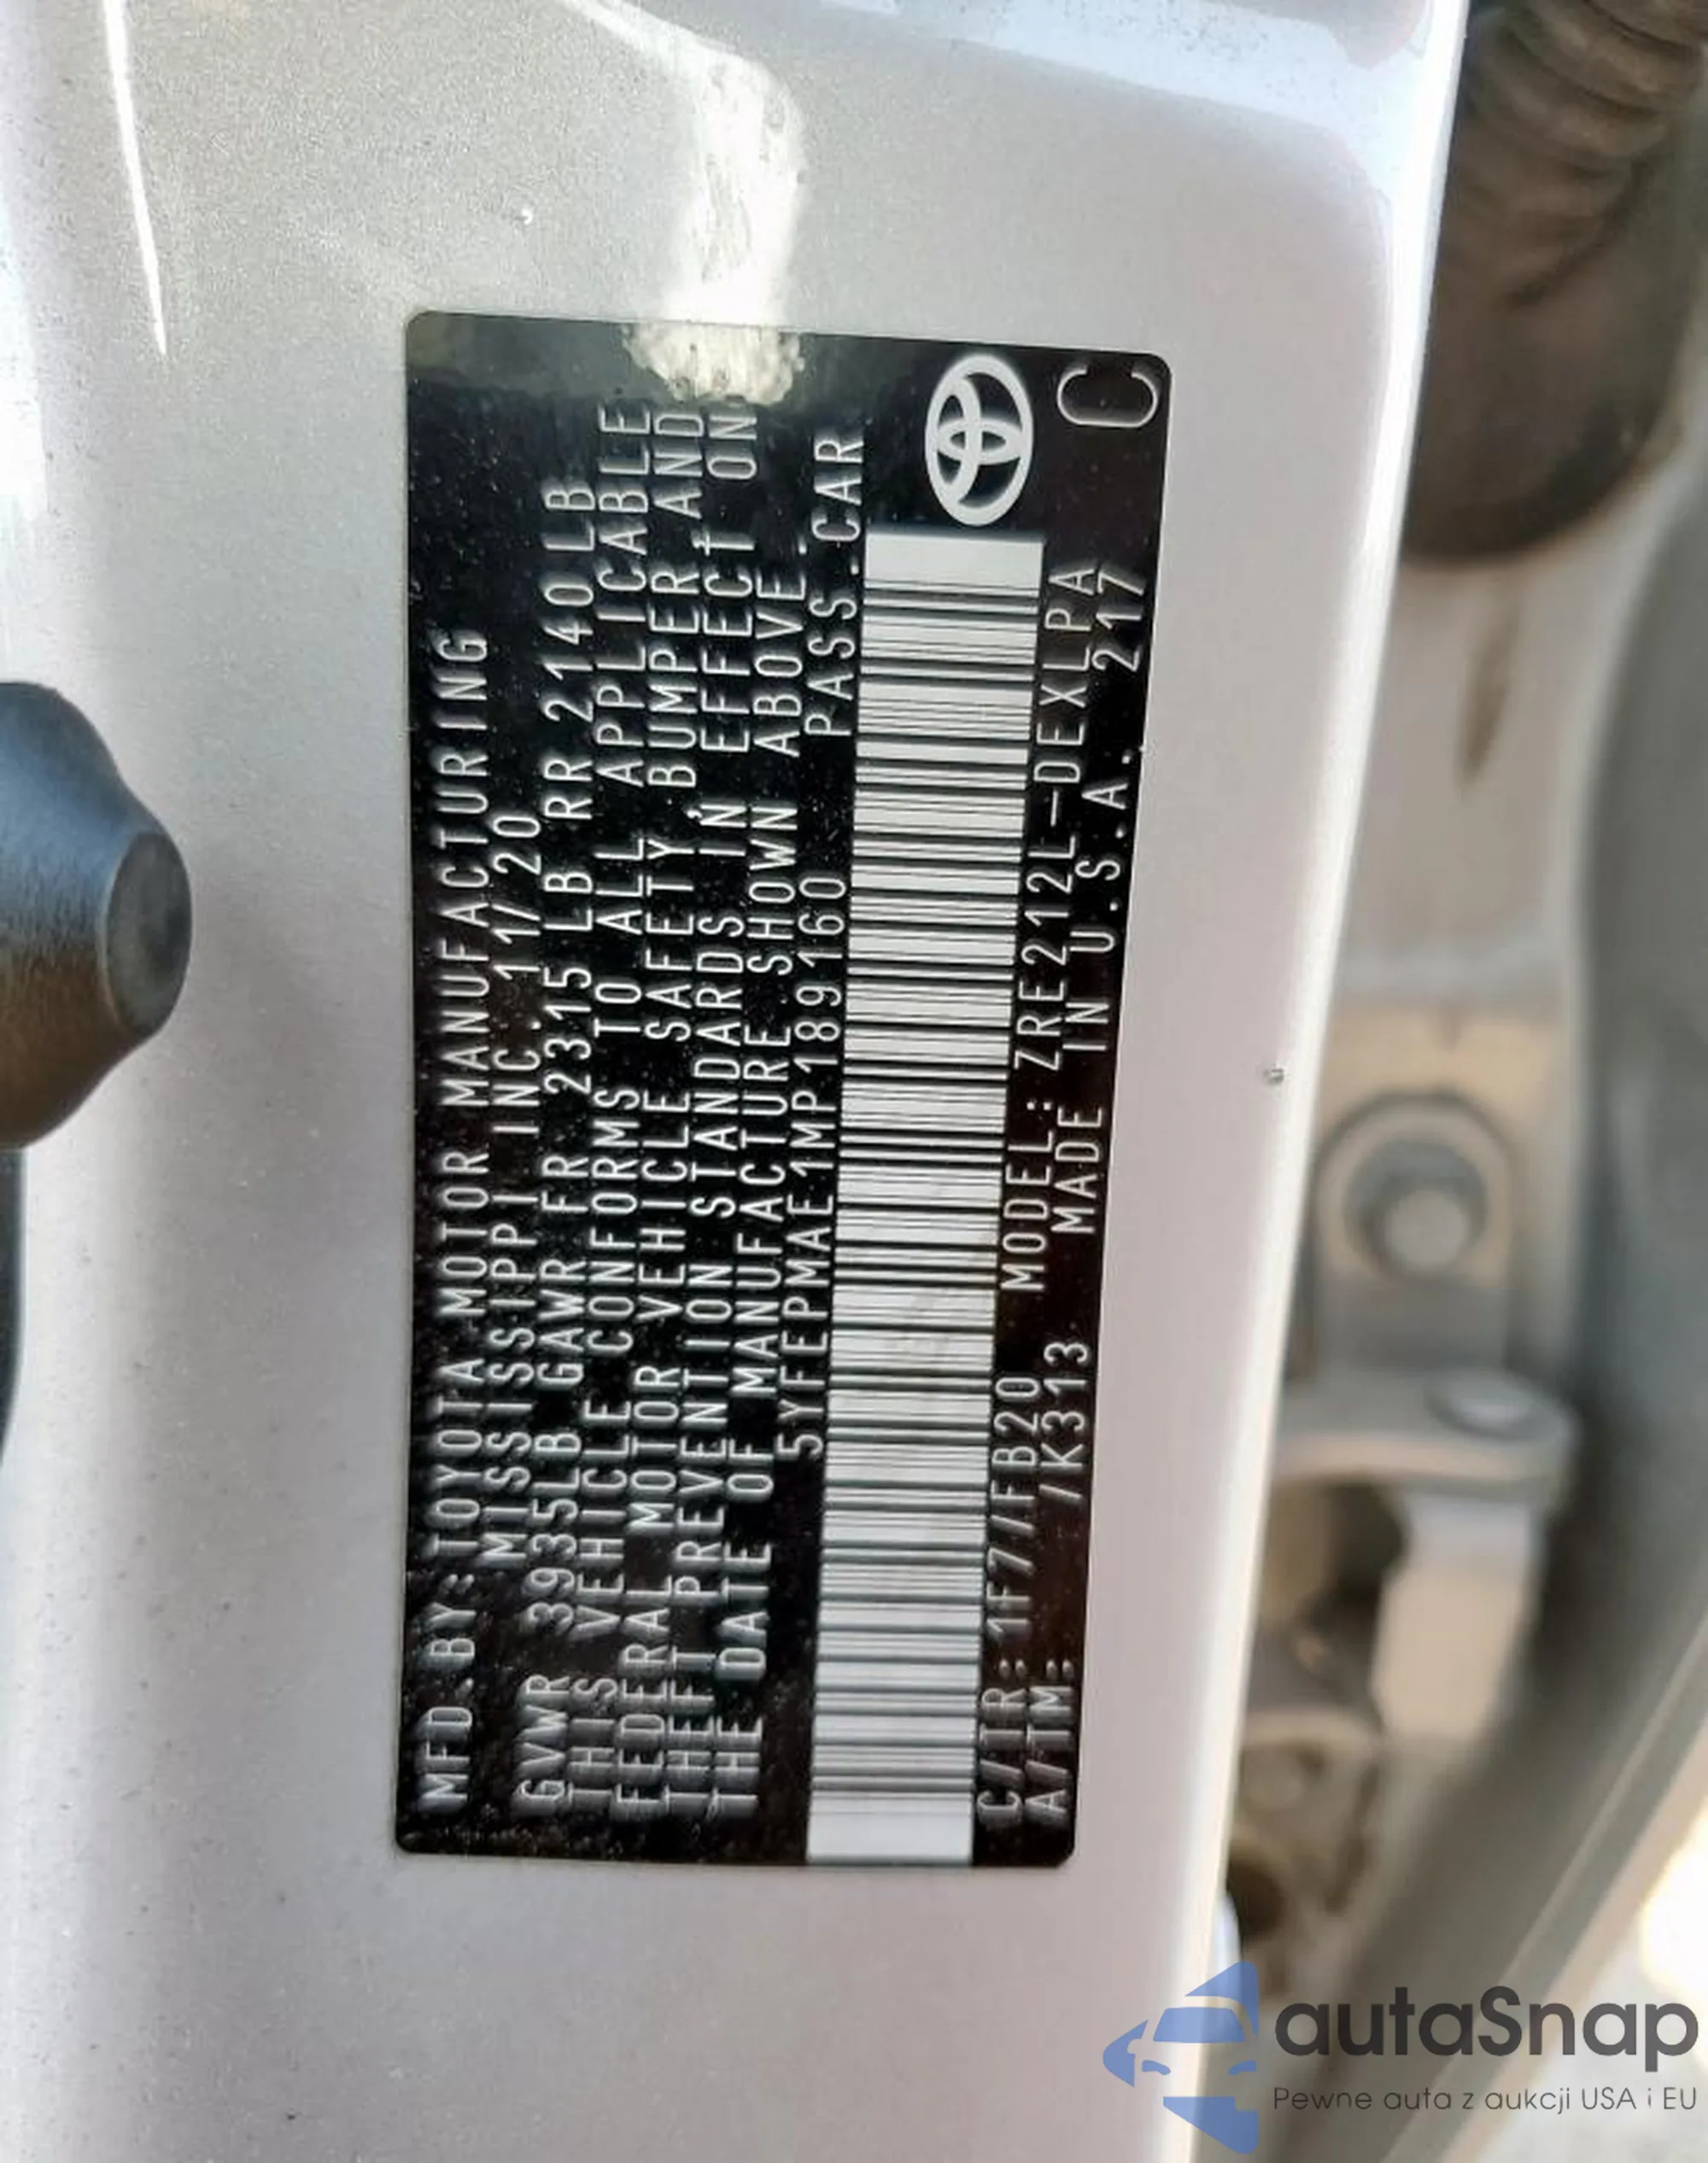 MFD.BY: TOYOTA MOTOR MANUFACTURING
MISSISSIPPI INC. 11/20
GVWR 3935LB GAWR FR 2315LB RR 2140LB
THIS VEHICLE CONFORMS TO ALL APPLICABLE
FEDERAL MOTOR VEHICLE SAFETY, BUMPER AND
THEFT PREVENTION STANDARDS IN EFFECT ON
THE DATE OF MANUFACTURE SHOWN ABOVE.
5YFEPMAE1MP189160 PASS.CAR
C/TR: 1F7/FB20 MODEL: ZRE212L-DEXLPA
A/TM: /K313 MADE IN U.S.A. 217
C
autaSnap
Pewne auta z aukcji USA i EU